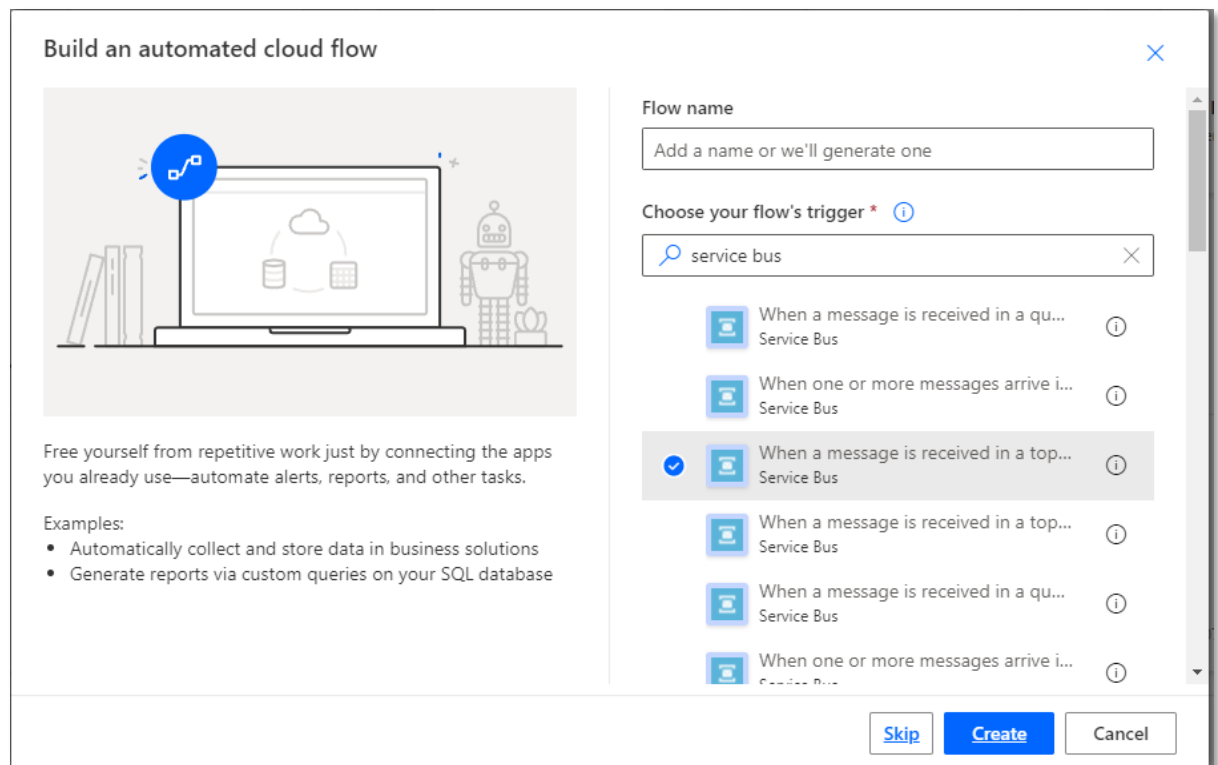 Build an automated cloud flow
Free yourself from repetitive work just by connecting the apps
you already use—automate alerts, reports, and other tasks.
Examples:
• Automatically collect and store data in business solutions
• Generate reports via custom queries on your SQL database
Flow name
Add a name or we'll generate one
Choose your flow's trigger *
service bus
When a message is received in a qu...
Service Bus
When one or more messages arrive i...
Service Bus
When a message is received in a top...
Service Bus
When a message is received in a top...
Service Bus
When a message is received in a qu...
Service Bus
When one or more messages arrive i...
Service Bus
Skip
Create
Cancel